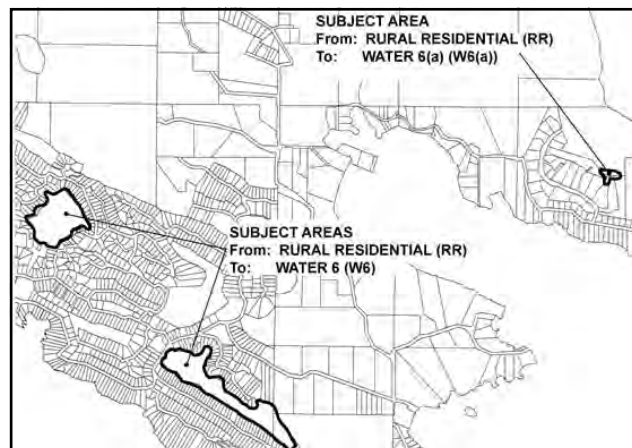 SUBJECT AREA
From: RURAL RESIDENTIAL (RR)
To: WATER 6(a) (W6(a))
SUBJECT AREAS
From: RURAL RESIDENTIAL (RR)
To: WATER 6 (W6)